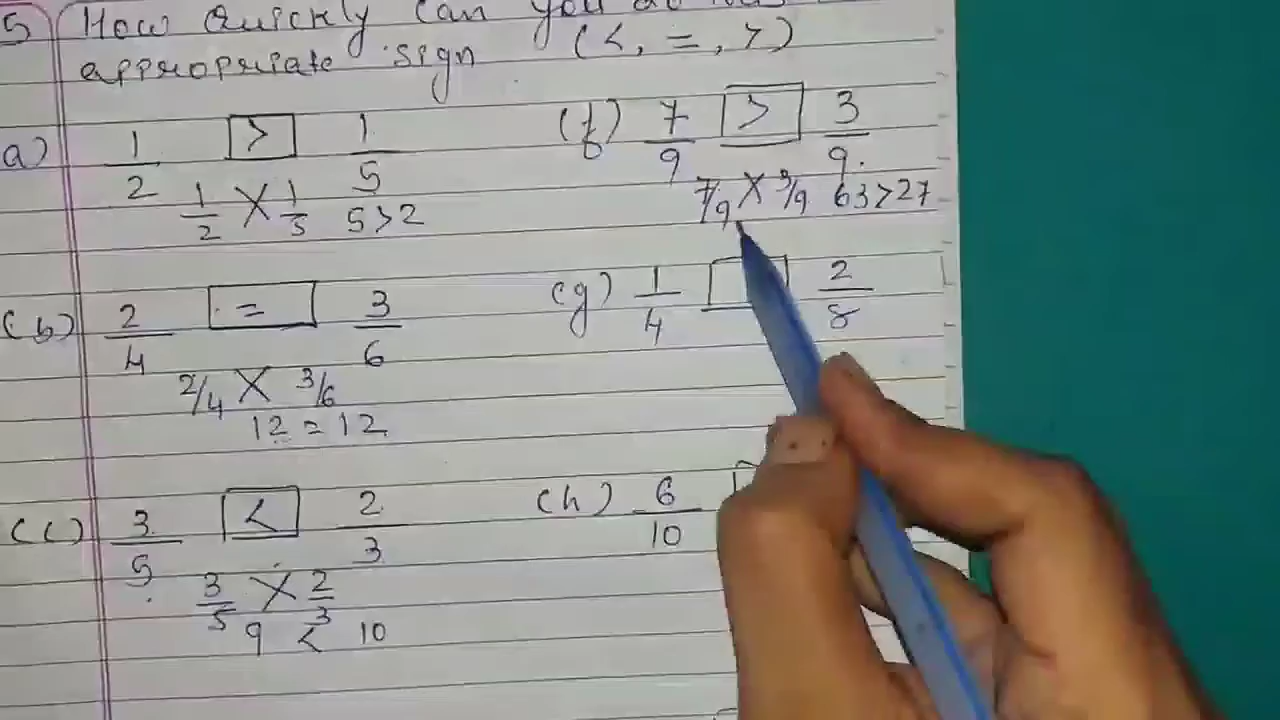 5 How Quickly Can you do
appropriate sign (<, =, >)
a) 1/2 > 1/5
1/2 X 1/5 5>2
(b) 2/4 = 3/6
2/4 X 3/6
12 = 12
(c) 3/5 < 2/3
3/5 X 2/3
9 < 10
(f) 7/9 > 3/9
7/9 X 3/9 63>27
(g) 1/4 2/8
(h) 6/10